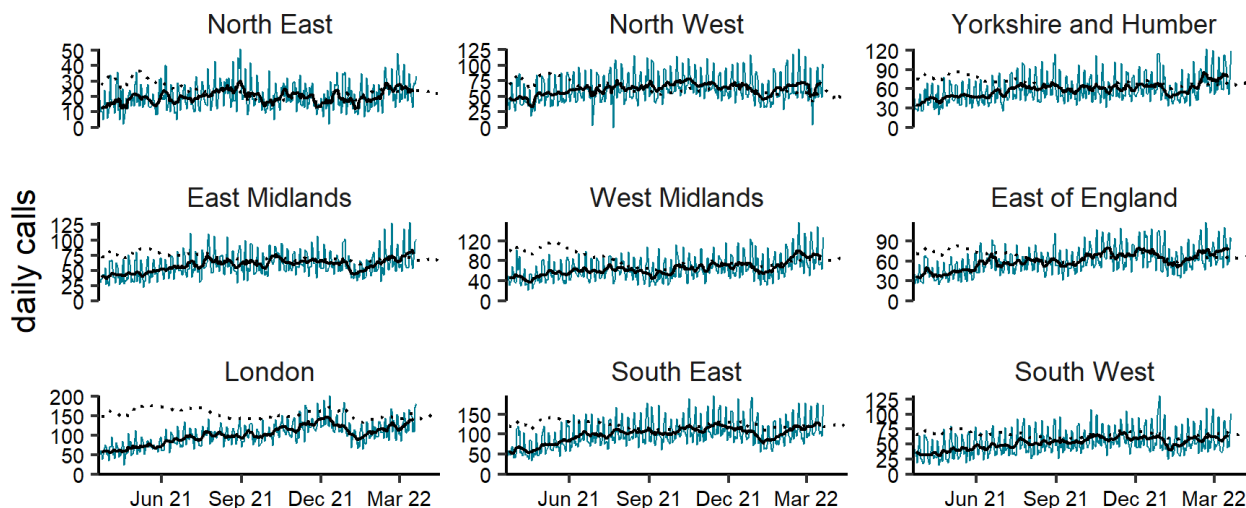 North East
North West
Yorkshire and Humber
50
40
30
20
10
0
125
100
75
50
25
0
120
90
60
30
0
daily calls
East Midlands
West Midlands
East of England
125
100
75
50
25
0
120
80
40
0
90
60
30
0
London
South East
South West
200
150
100
50
0
150
100
50
0
125
100
75
50
25
0
Jun 21
Sep 21
Dec 21
Mar 22
Jun 21
Sep 21
Dec 21
Mar 22
Jun 21
Sep 21
Dec 21
Mar 22